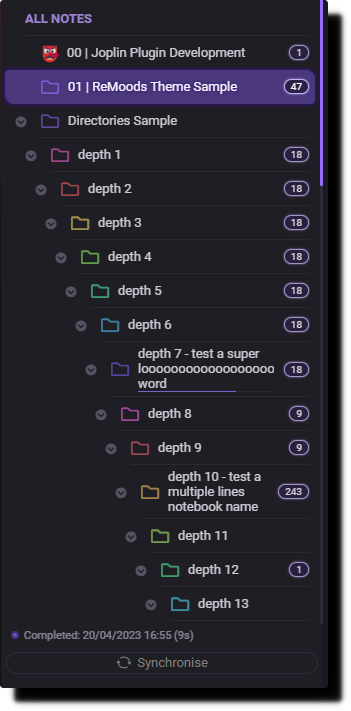 ALL NOTES
00 | Joplin Plugin Development 1
01 | ReMoods Theme Sample 47
Directories Sample
depth 1 18
depth 2 18
depth 3 18
depth 4 18
depth 5 18
depth 6 18
depth 7 - test a super
looooooooooooooooooo 18
word
depth 8 9
depth 9 9
depth 10 - test a
multiple lines 243
notebook name
depth 11
depth 12 1
depth 13
Completed: 20/04/2023 16:55 (9s)
Synchronise